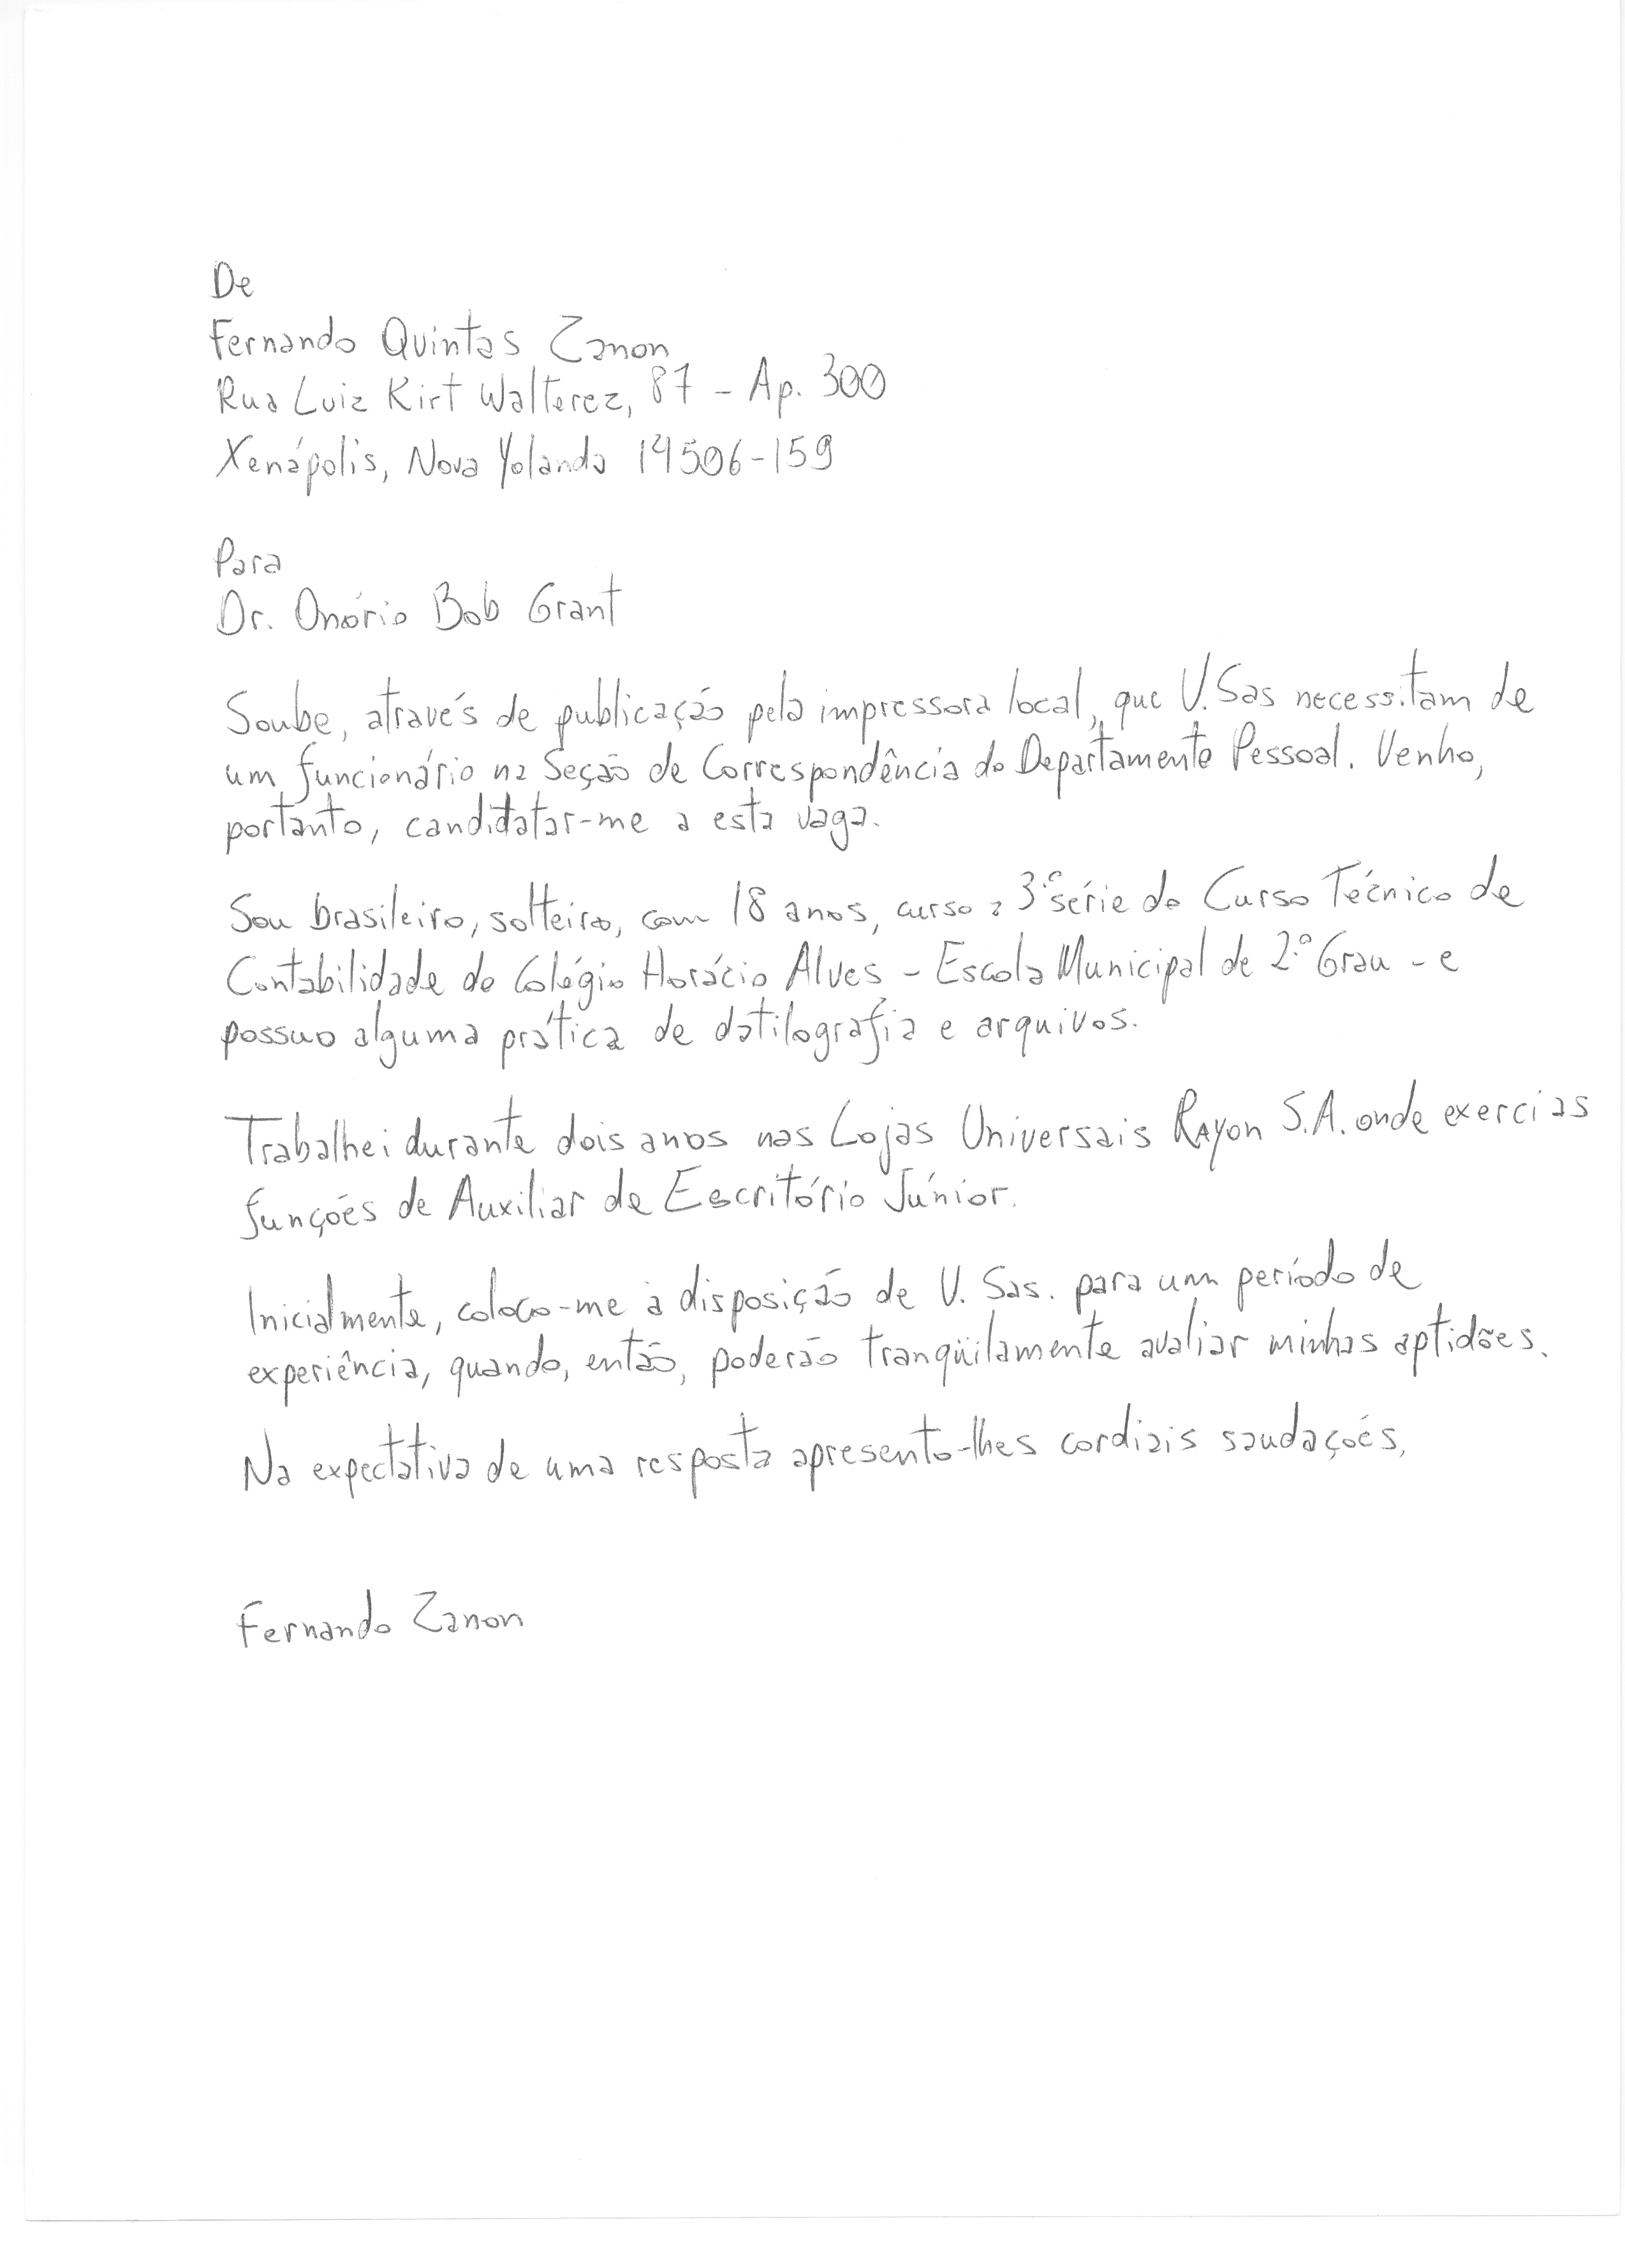 De
Fernando Quintas Zanon
Rua Luiz Kirt Walterez, 87 - Ap. 300
Xenápolis, Nova Yolanda 14506-159
Para
Dr. Onório Bob Grant
Soube, através de publicação pela impressora local, que V.Sas necessitam de
um funcionário na Seção de Correspondência do Departamento Pessoal. Venho,
portanto, candidatar-me a esta vaga.
Sou brasileiro, solteiro, com 18 anos, curso a 3ª série do Curso Técnico de
Contabilidade do Colégio Horácio Alves - Escola Municipal de 2º Grau - e
possuo alguma prática de datilografia e arquivos.
Trabalhei durante dois anos nas Lojas Universais Rayon S.A. onde exerci as
funções de Auxiliar de Escritório Júnior.
Inicialmente, coloco-me à disposição de V. Sas. para um período de
experiência, quando, então, poderão tranqüilamente avaliar minhas aptidões.
Na expectativa de uma resposta apresento-lhes cordiais saudações,
Fernando Zanon